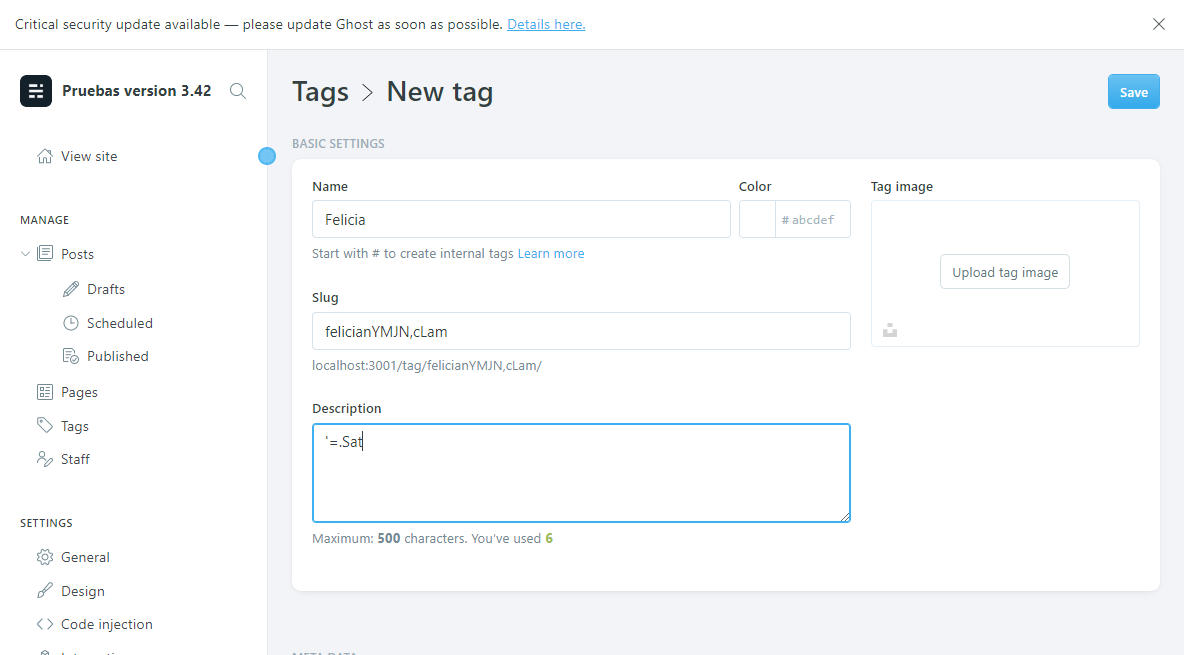 Critical security update available — please update Ghost as soon as possible. Details here.
Pruebas version 3.42
View site
MANAGE
Posts
Drafts
Scheduled
Published
Pages
Tags
Staff
SETTINGS
General
Design
Code injection
Tags > New tag
Save
BASIC SETTINGS
Name
Felicia
Start with # to create internal tags Learn more
Color
# abcdef
Tag image
Upload tag image
Slug
felicianYMJN,cLam
localhost:3001/tag/felicianYMJN,cLam/
Description
'=.Sat
Maximum: 500 characters. You've used 6